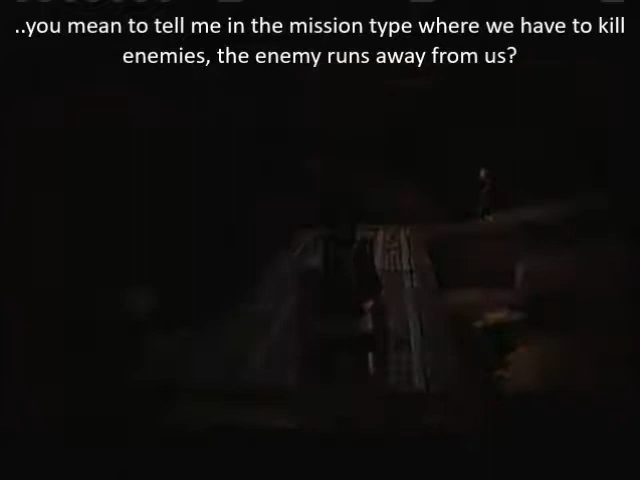 ..you mean to tell me in the mission type where we have to kill
enemies, the enemy runs away from us?